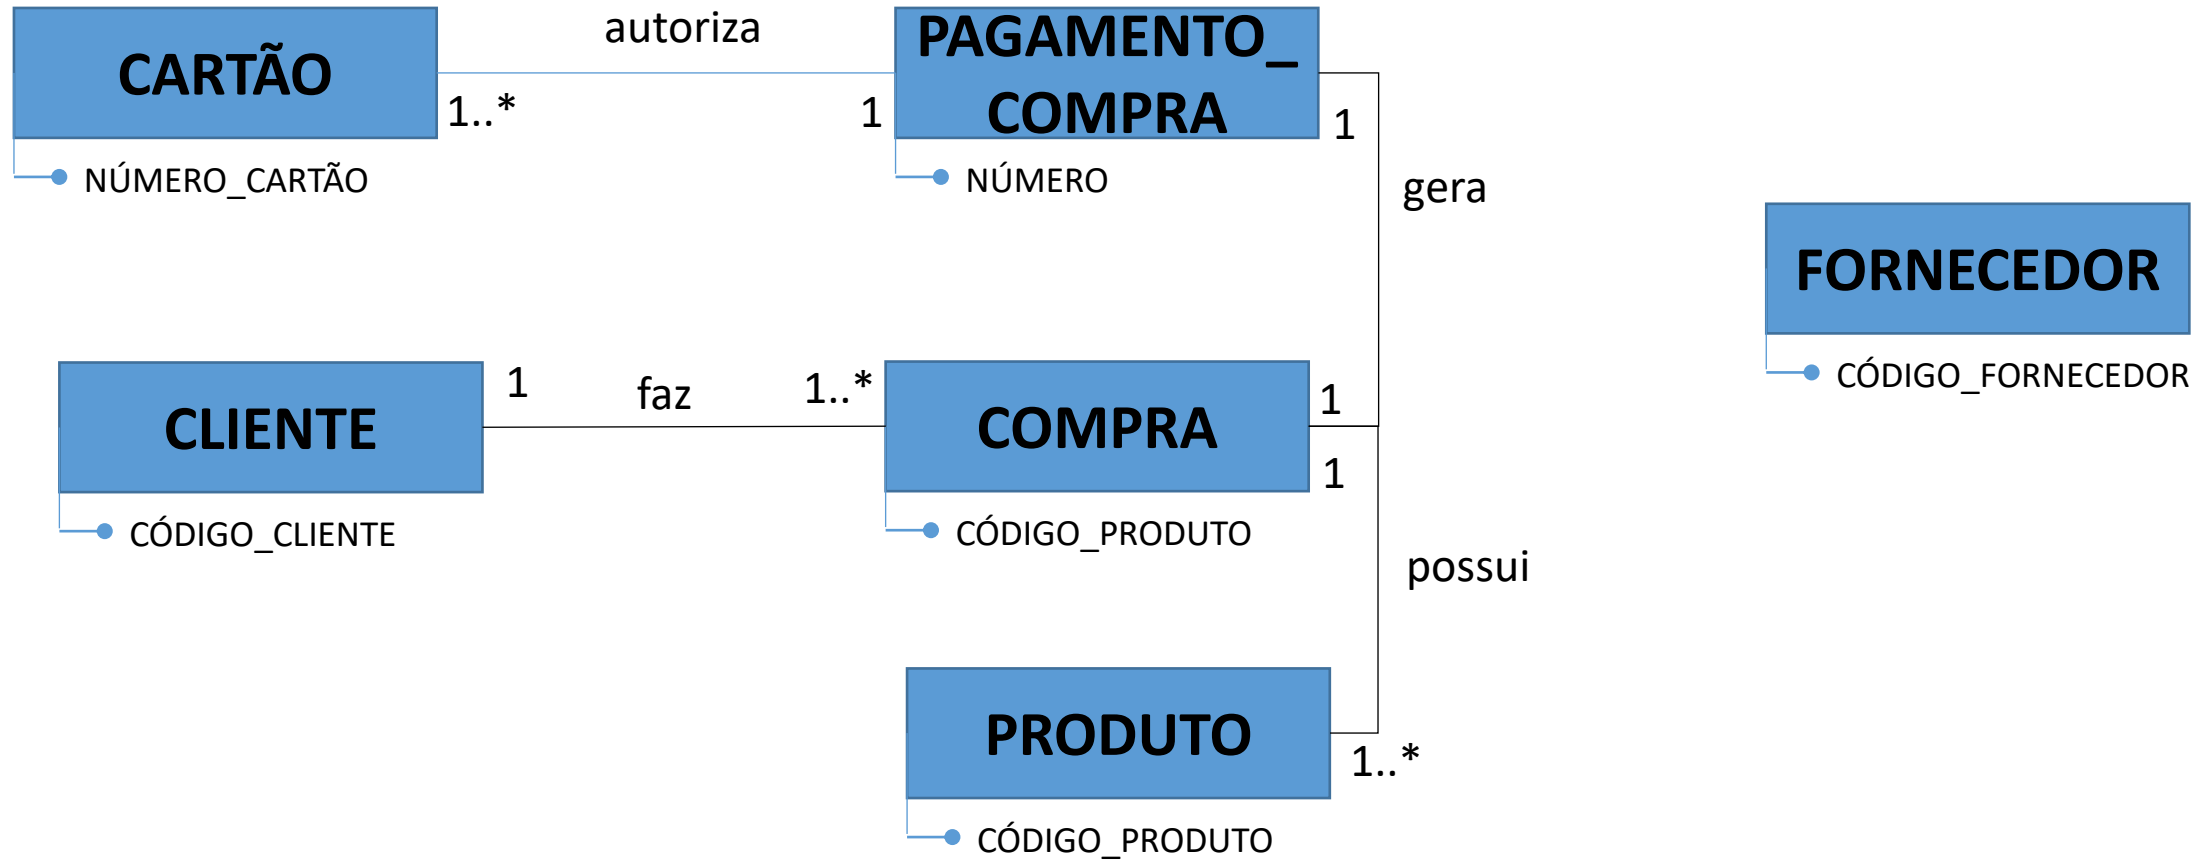 CARTÃO
autoriza
PAGAMENTO_
COMPRA
1..*
1
1
NÚMERO_CARTÃO
NÚMERO
gera
FORNECEDOR
CÓDIGO_FORNECEDOR
CLIENTE
1
faz
1..*
COMPRA
1
1
CÓDIGO_CLIENTE
CÓDIGO_PRODUTO
possui
PRODUTO
1..*
CÓDIGO_PRODUTO